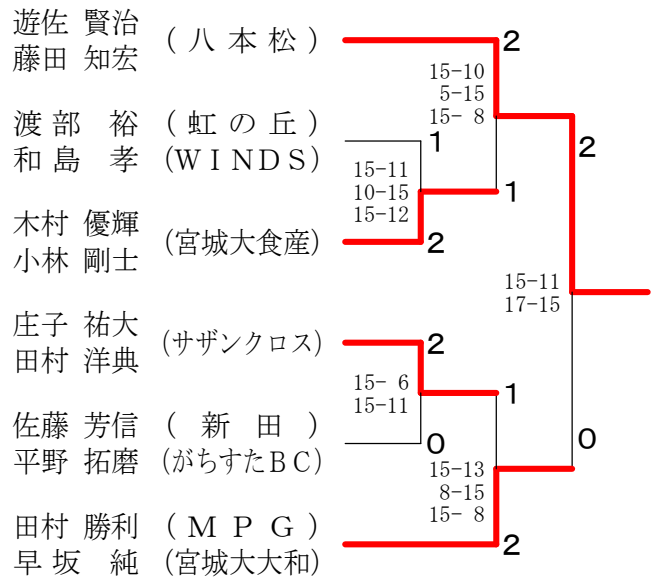 遊佐 賢治 (八本松) 2
藤田 知宏
15-10
5-15
15- 8
2
渡部 裕 (虹の丘) 1
和島 孝 (WINDS)
15-11
10-15
15-12
1
木村 優輝 (宮城大食産) 2
小林 剛士
15-11
17-15
庄子 祐大 (サザンクロス) 2
田村 洋典
15- 6
15-11
1
佐藤 芳信 (新田) 0
平野 拓磨 (がちすたBC)
0
15-13
8-15
15- 8
田村 勝利 (MPG) 2
早坂 純 (宮城大大和)